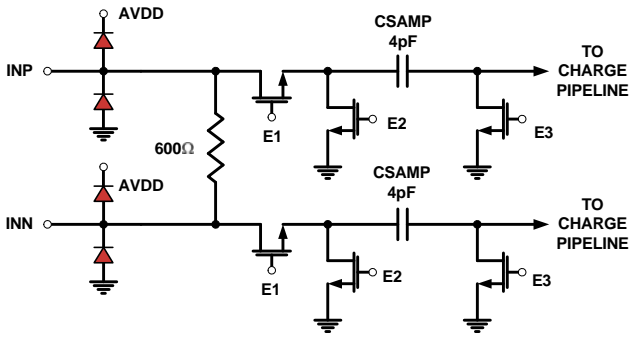 AVDD
CSAMP
4pF
TO
CHARGE
PIPELINE
INP
E1
E2
E3
600Ω
AVDD
CSAMP
4pF
TO
CHARGE
PIPELINE
INN
E1
E2
E3